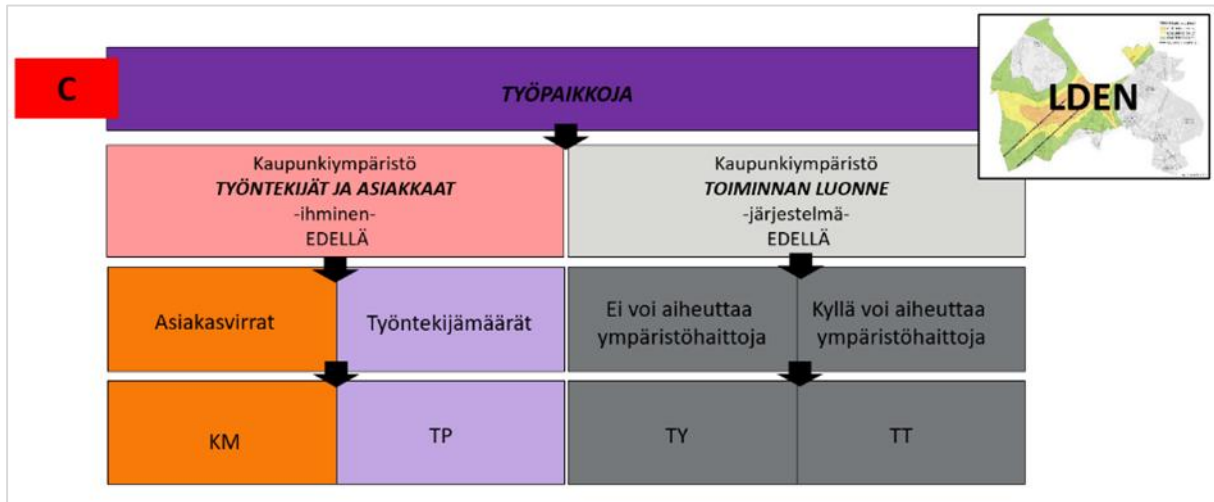 C
TYÖPAIKKOJA
LDEN
Kaupunkiympäristö
TYÖNTEKIJÄT JA ASIAKKAAT
-ihminen-
EDELLÄ
Kaupunkiympäristö
TOIMINNAN LUONNE
-järjestelmä-
EDELLÄ
Asiakasvirrat
Työntekijämäärät
Ei voi aiheuttaa
ympäristöhaittoja
Kyllä voi aiheuttaa
ympäristöhaittoja
KM
TP
TY
TT